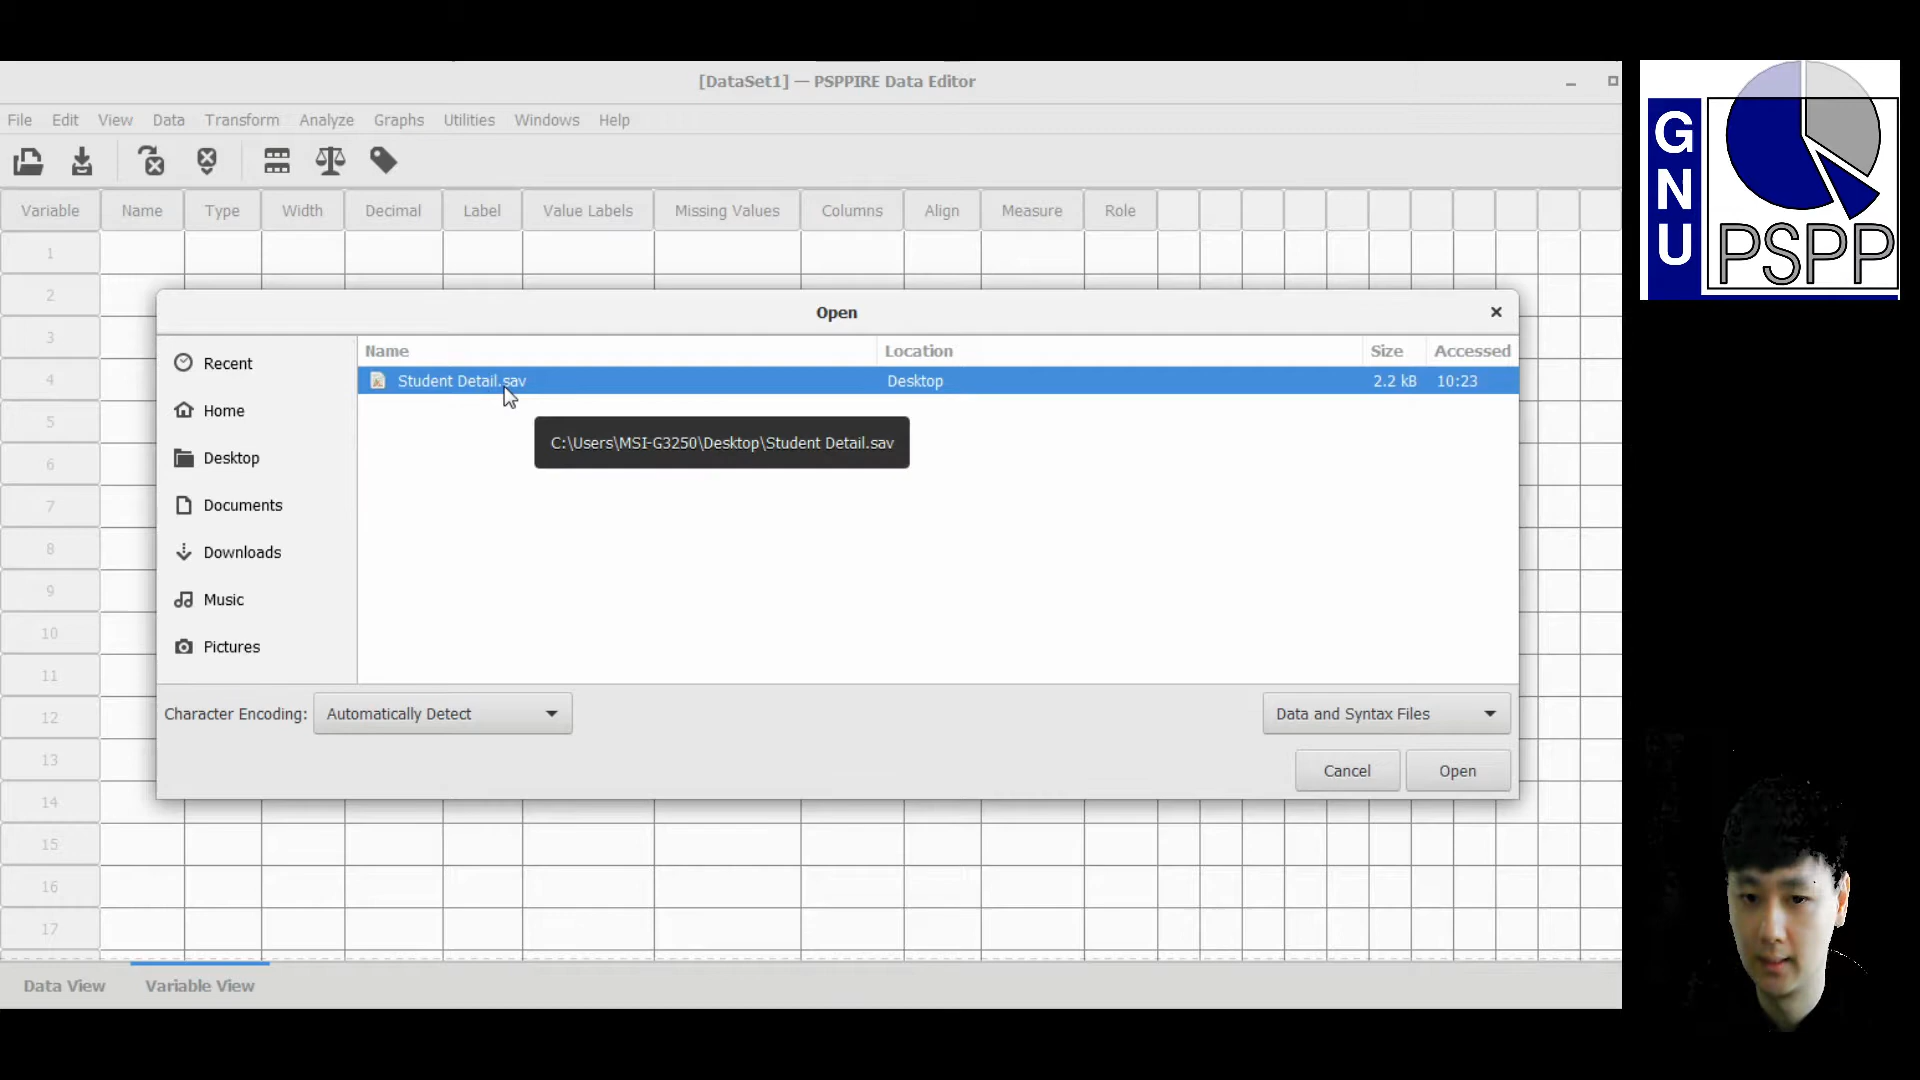 [DataSet1] — PSPPIRE Data Editor
File Edit View Data Transform Analyze Graphs Utilities Windows Help
Variable Name Type Width Decimal Label Value Labels Missing Values Columns Align Measure Role
1
2
3
4
5
6
7
8
9
10
11
12
13
14
15
16
17
Open
Recent
Home
Desktop
Documents
Downloads
Music
Pictures
Name Location Size Accessed
Student Detail.sav Desktop 2.2 kB 10:23
C:\Users\MSI-G3250\Desktop\Student Detail.sav
Character Encoding: Automatically Detect Data and Syntax Files
Cancel Open
Data View Variable View
GNU
PSPP